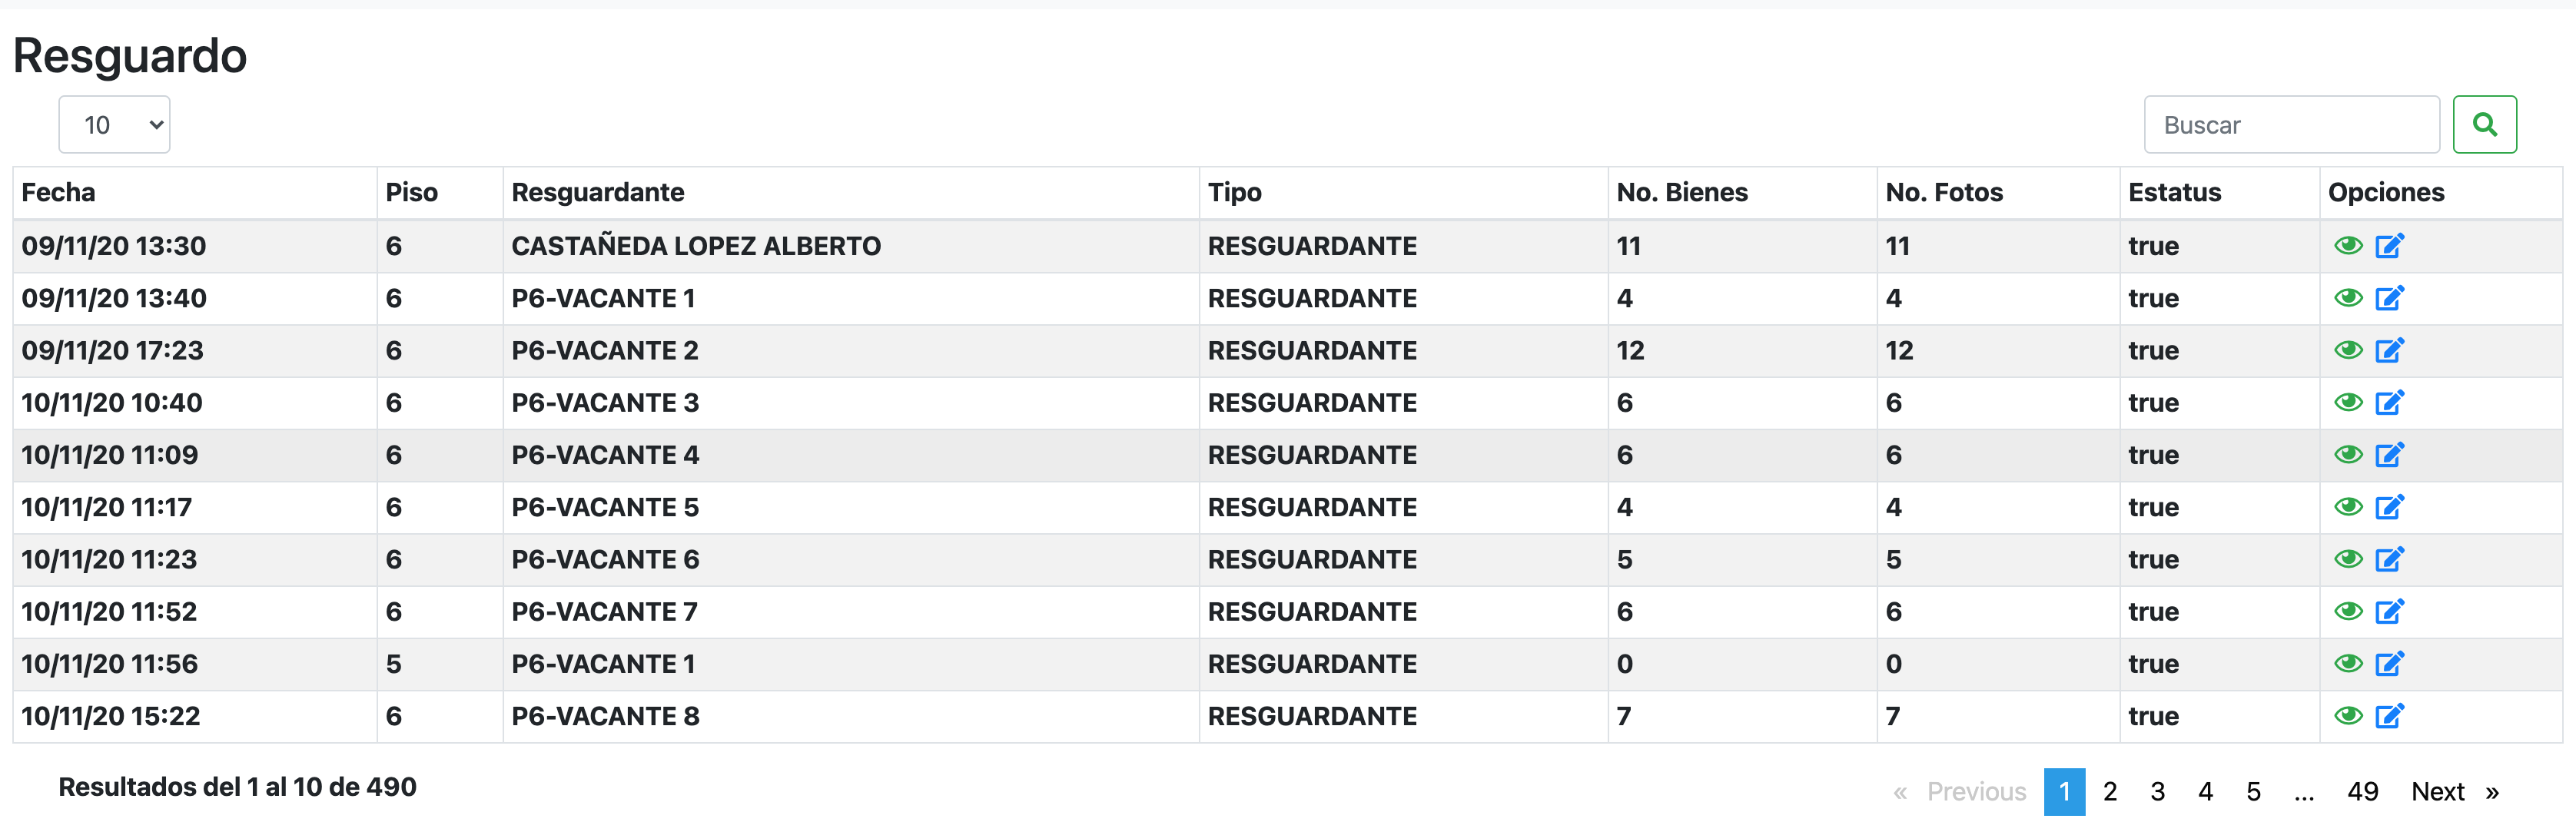 Resguardo
10
Buscar
Fecha Piso Resguardante Tipo No. Bienes No. Fotos Estatus Opciones
09/11/20 13:30 6 CASTAÑEDA LOPEZ ALBERTO RESGUARDANTE 11 11 true
09/11/20 13:40 6 P6-VACANTE 1 RESGUARDANTE 4 4 true
09/11/20 17:23 6 P6-VACANTE 2 RESGUARDANTE 12 12 true
10/11/20 10:40 6 P6-VACANTE 3 RESGUARDANTE 6 6 true
10/11/20 11:09 6 P6-VACANTE 4 RESGUARDANTE 6 6 true
10/11/20 11:17 6 P6-VACANTE 5 RESGUARDANTE 4 4 true
10/11/20 11:23 6 P6-VACANTE 6 RESGUARDANTE 5 5 true
10/11/20 11:52 6 P6-VACANTE 7 RESGUARDANTE 6 6 true
10/11/20 11:56 5 P6-VACANTE 1 RESGUARDANTE 0 0 true
10/11/20 15:22 6 P6-VACANTE 8 RESGUARDANTE 7 7 true
Resultados del 1 al 10 de 490
« Previous 1 2 3 4 5 ... 49 Next »